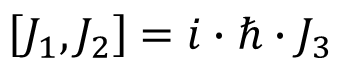 [J₁, J₂] = i · ℏ · J₃